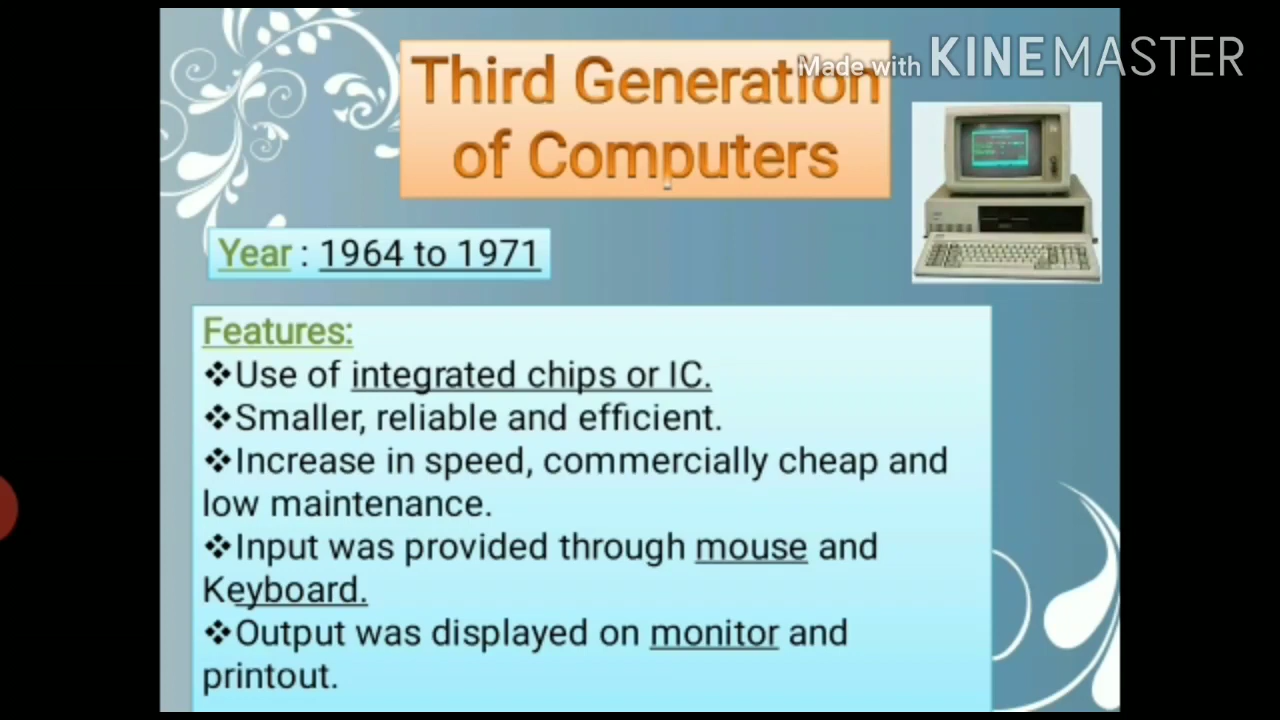 Made with KINEMASTER
Third Generation
of Computers
Year : 1964 to 1971
Features:
❖Use of integrated chips or IC.
❖Smaller, reliable and efficient.
❖Increase in speed, commercially cheap and
low maintenance.
❖Input was provided through mouse and
Keyboard.
❖Output was displayed on monitor and
printout.